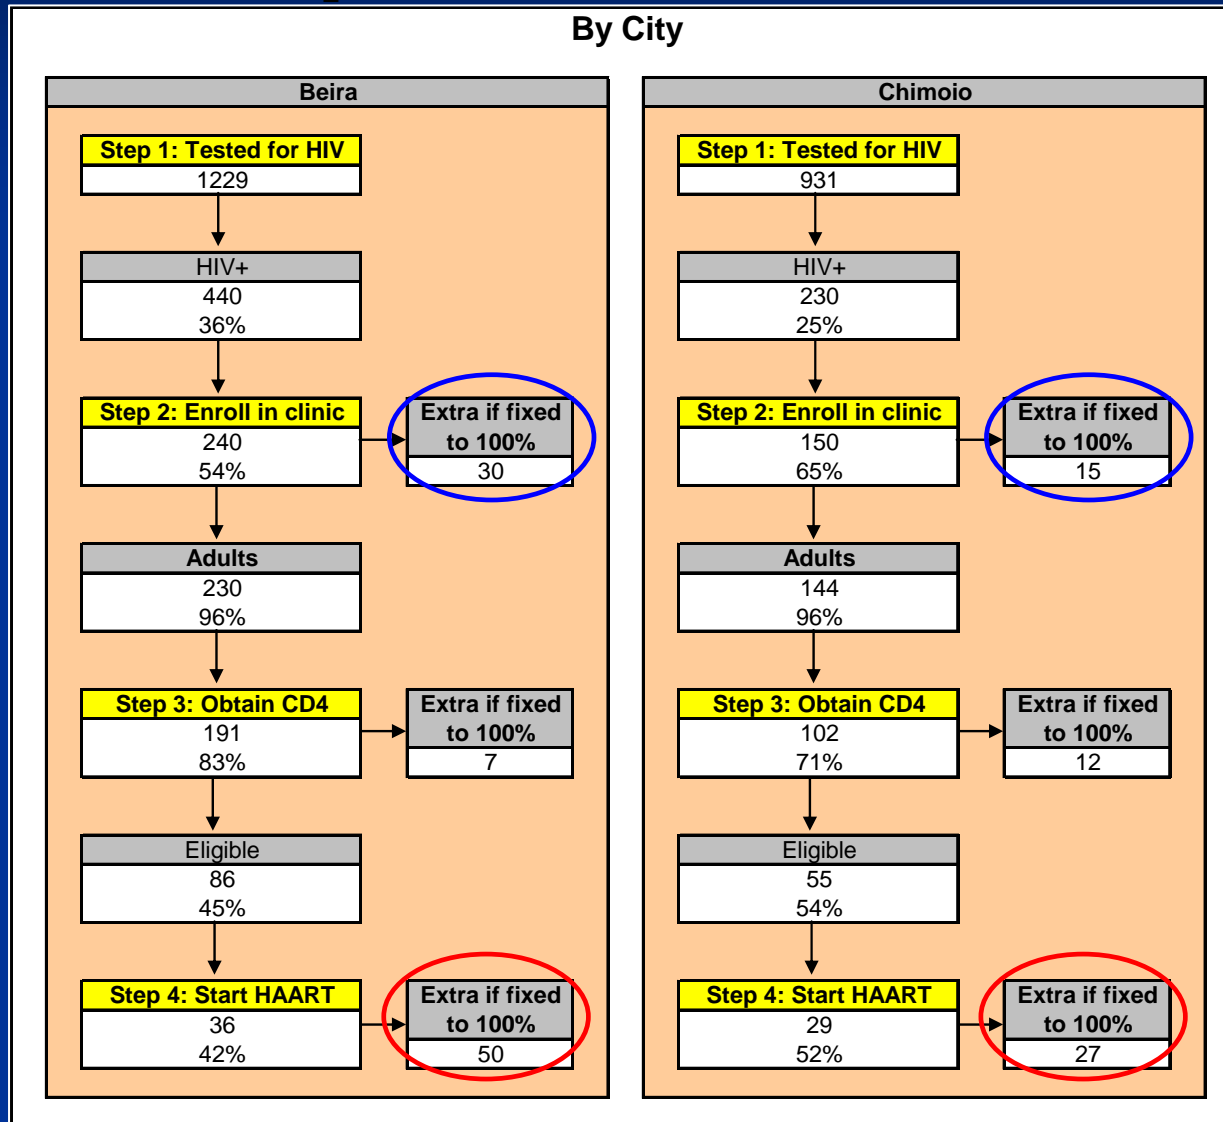 By City
Beira
Step 1: Tested for HIV
1229
HIV+
440
36%
Step 2: Enroll in clinic
240
54%
Extra if fixed
to 100%
30
Adults
230
96%
Step 3: Obtain CD4
191
83%
Extra if fixed
to 100%
7
Eligible
86
45%
Step 4: Start HAART
36
42%
Extra if fixed
to 100%
50
Chimoio
Step 1: Tested for HIV
931
HIV+
230
25%
Step 2: Enroll in clinic
150
65%
Extra if fixed
to 100%
15
Adults
144
96%
Step 3: Obtain CD4
102
71%
Extra if fixed
to 100%
12
Eligible
55
54%
Step 4: Start HAART
29
52%
Extra if fixed
to 100%
27